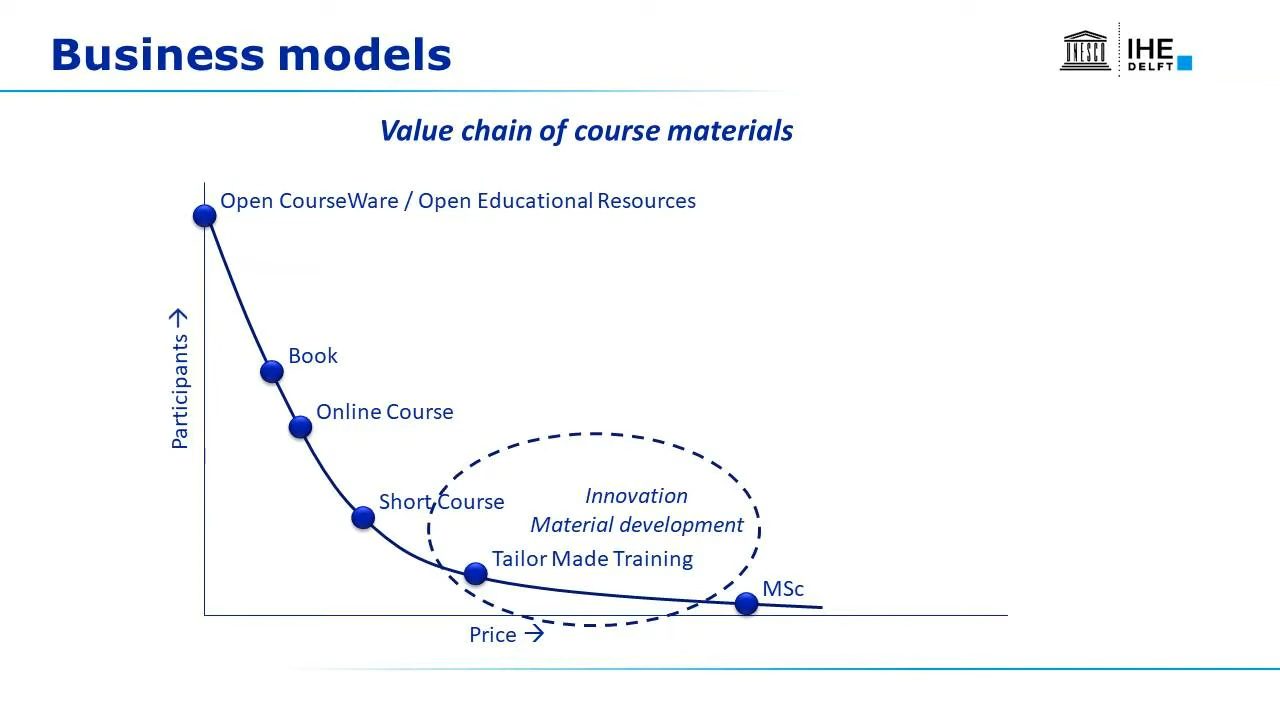 Business models
UNESCO
IHE
DELFT
Value chain of course materials
Open CourseWare / Open Educational Resources
Participants →
Book
Online Course
Short Course
Innovation
Material development
Tailor Made Training
MSc
Price →